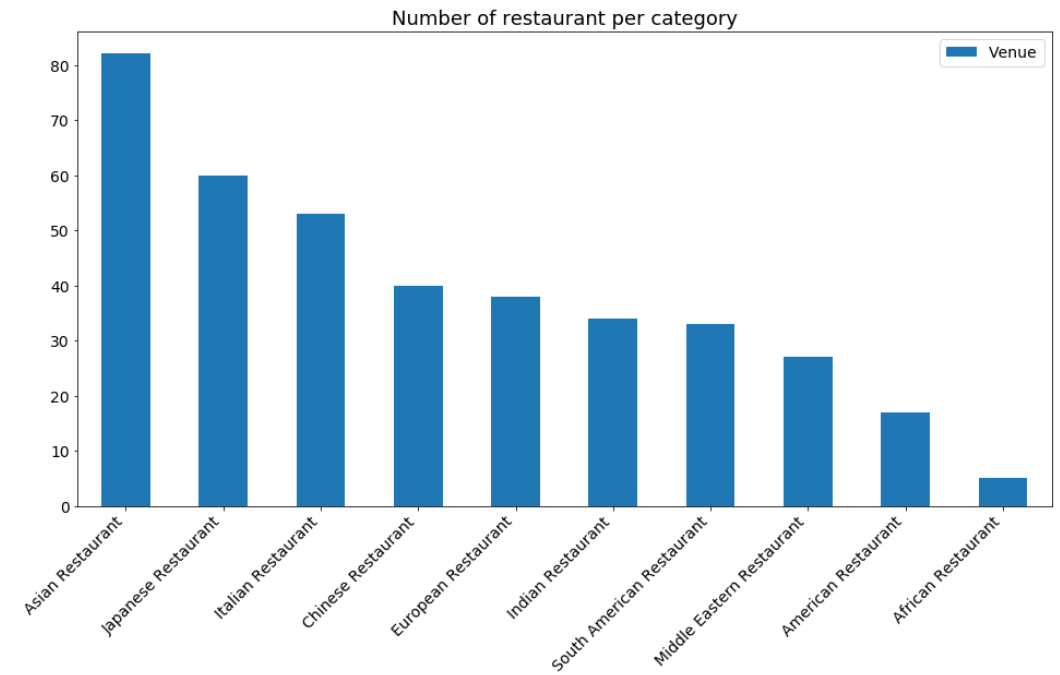 Number of restaurant per category
Venue
80
70
60
50
40
30
20
10
0
Asian Restaurant
Japanese Restaurant
Italian Restaurant
Chinese Restaurant
European Restaurant
Indian Restaurant
South American Restaurant
Middle Eastern Restaurant
American Restaurant
African Restaurant